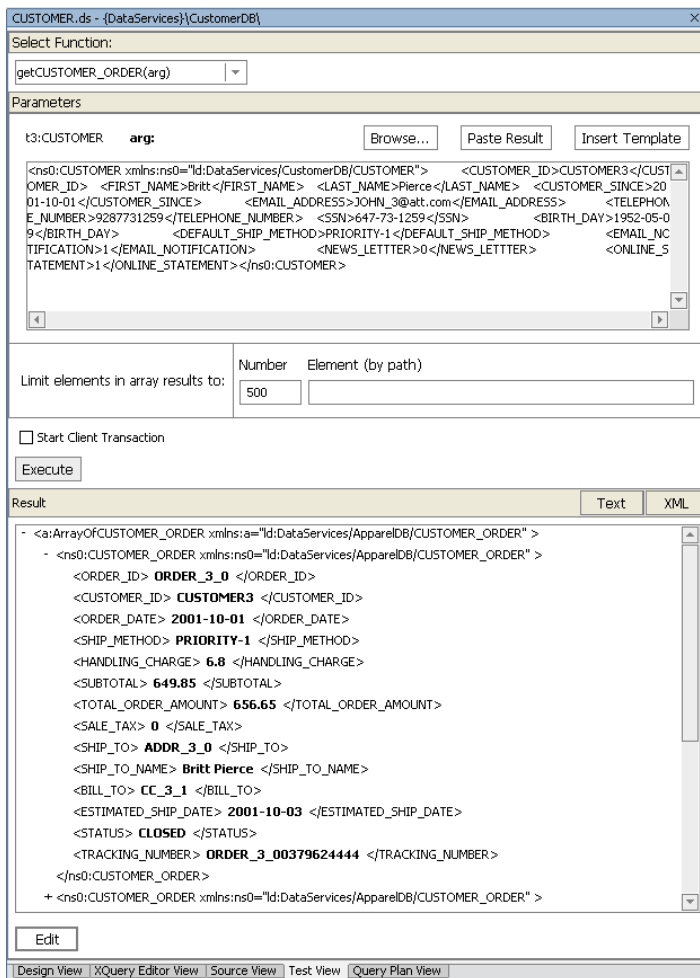 CUSTOMER.ds - {DataServices}\CustomerDB\
Select Function:
getCUSTOMER_ORDER(arg)
Parameters
t3:CUSTOMER arg: Browse... Paste Result Insert Template
<ns0:CUSTOMER xmlns:ns0="ld:DataServices/CustomerDB/CUSTOMER"> <CUSTOMER_ID>CUSTOMER3</CUST
OMER_ID> <FIRST_NAME>Britt</FIRST_NAME> <LAST_NAME>Pierce</LAST_NAME> <CUSTOMER_SINCE>20
01-10-01</CUSTOMER_SINCE> <EMAIL_ADDRESS>JOHN_3@att.com</EMAIL_ADDRESS> <TELEPHON
E_NUMBER>9287731259</TELEPHONE_NUMBER> <SSN>647-73-1259</SSN> <BIRTH_DAY>1952-05-0
9</BIRTH_DAY> <DEFAULT_SHIP_METHOD>PRIORITY-1</DEFAULT_SHIP_METHOD> <EMAIL_NO
TIFICATION>1</EMAIL_NOTIFICATION> <NEWS_LETTTER>0</NEWS_LETTTER> <ONLINE_S
TATEMENT>1</ONLINE_STATEMENT></ns0:CUSTOMER>
Number Element (by path)
Limit elements in array results to: 500
Start Client Transaction
Execute
Result Text XML
- <a:ArrayOfCUSTOMER_ORDER xmlns:a="ld:DataServices/ApparelDB/CUSTOMER_ORDER" >
- <ns0:CUSTOMER_ORDER xmlns:ns0="ld:DataServices/ApparelDB/CUSTOMER_ORDER" >
<ORDER_ID> ORDER_3_0 </ORDER_ID>
<CUSTOMER_ID> CUSTOMER3 </CUSTOMER_ID>
<ORDER_DATE> 2001-10-01 </ORDER_DATE>
<SHIP_METHOD> PRIORITY-1 </SHIP_METHOD>
<HANDLING_CHARGE> 6.8 </HANDLING_CHARGE>
<SUBTOTAL> 649.85 </SUBTOTAL>
<TOTAL_ORDER_AMOUNT> 656.65 </TOTAL_ORDER_AMOUNT>
<SALE_TAX> 0 </SALE_TAX>
<SHIP_TO> ADDR_3_0 </SHIP_TO>
<SHIP_TO_NAME> Britt Pierce </SHIP_TO_NAME>
<BILL_TO> CC_3_1 </BILL_TO>
<ESTIMATED_SHIP_DATE> 2001-10-03 </ESTIMATED_SHIP_DATE>
<STATUS> CLOSED </STATUS>
<TRACKING_NUMBER> ORDER_3_00379624444 </TRACKING_NUMBER>
</ns0:CUSTOMER_ORDER>
+ <ns0:CUSTOMER_ORDER xmlns:ns0="ld:DataServices/ApparelDB/CUSTOMER_ORDER" >
Edit
Design View XQuery Editor View Source View Test View Query Plan View